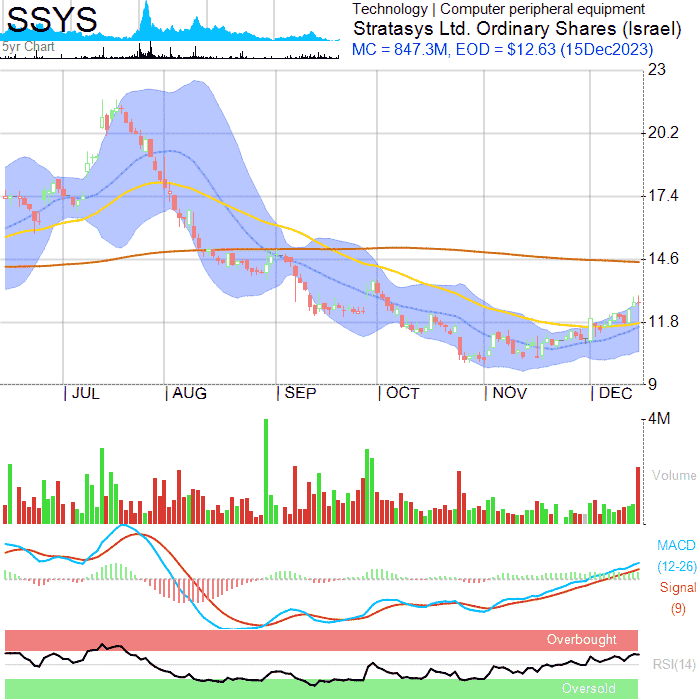 SSYS
5yr Chart
Technology | Computer peripheral equipment
Stratasys Ltd. Ordinary Shares (Israel)
MC = 847.3M, EOD = $12.63 (15Dec2023)
23
20.2
17.4
14.6
11.8
9
JUL AUG SEP OCT NOV DEC
4M
Volume
MACD
(12-26)
Signal
(9)
Overbought
RSI(14)
Oversold